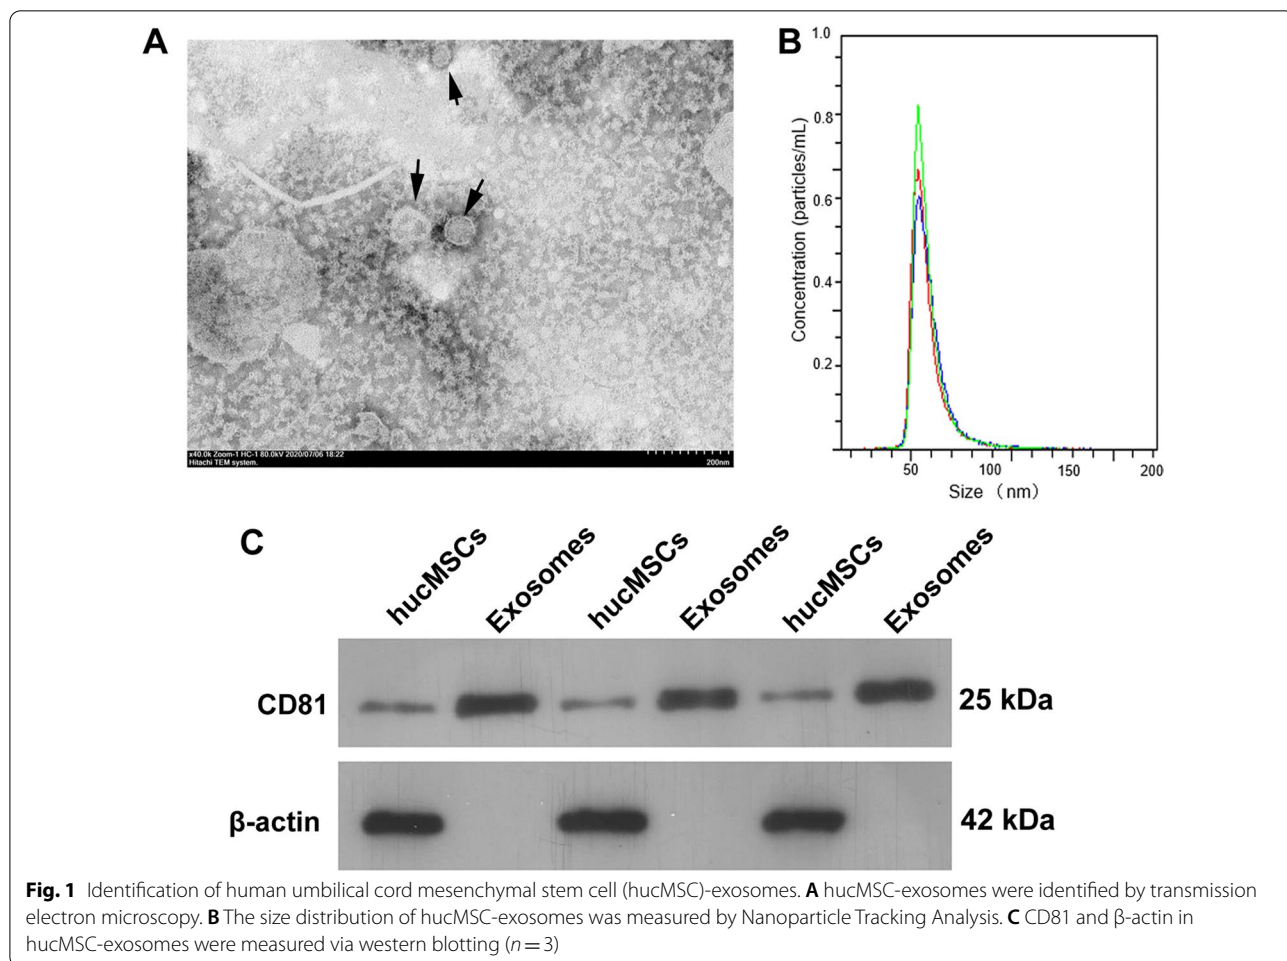 A
x40.0k Zoom-1 HC-1 80.0kV 2020/07/06 18:22
Hitachi TEM system.
200nm
B
1.0
0.8
0.6
0.4
0.2
Concentration (particles/mL)
50 100 150 200
Size （nm）
C
hucMSCs Exosomes hucMSCs Exosomes hucMSCs Exosomes
CD81 25 kDa
β-actin 42 kDa
Fig. 1 Identification of human umbilical cord mesenchymal stem cell (hucMSC)-exosomes. A hucMSC-exosomes were identified by transmission
electron microscopy. B The size distribution of hucMSC-exosomes was measured by Nanoparticle Tracking Analysis. C CD81 and β-actin in
hucMSC-exosomes were measured via western blotting (n = 3)